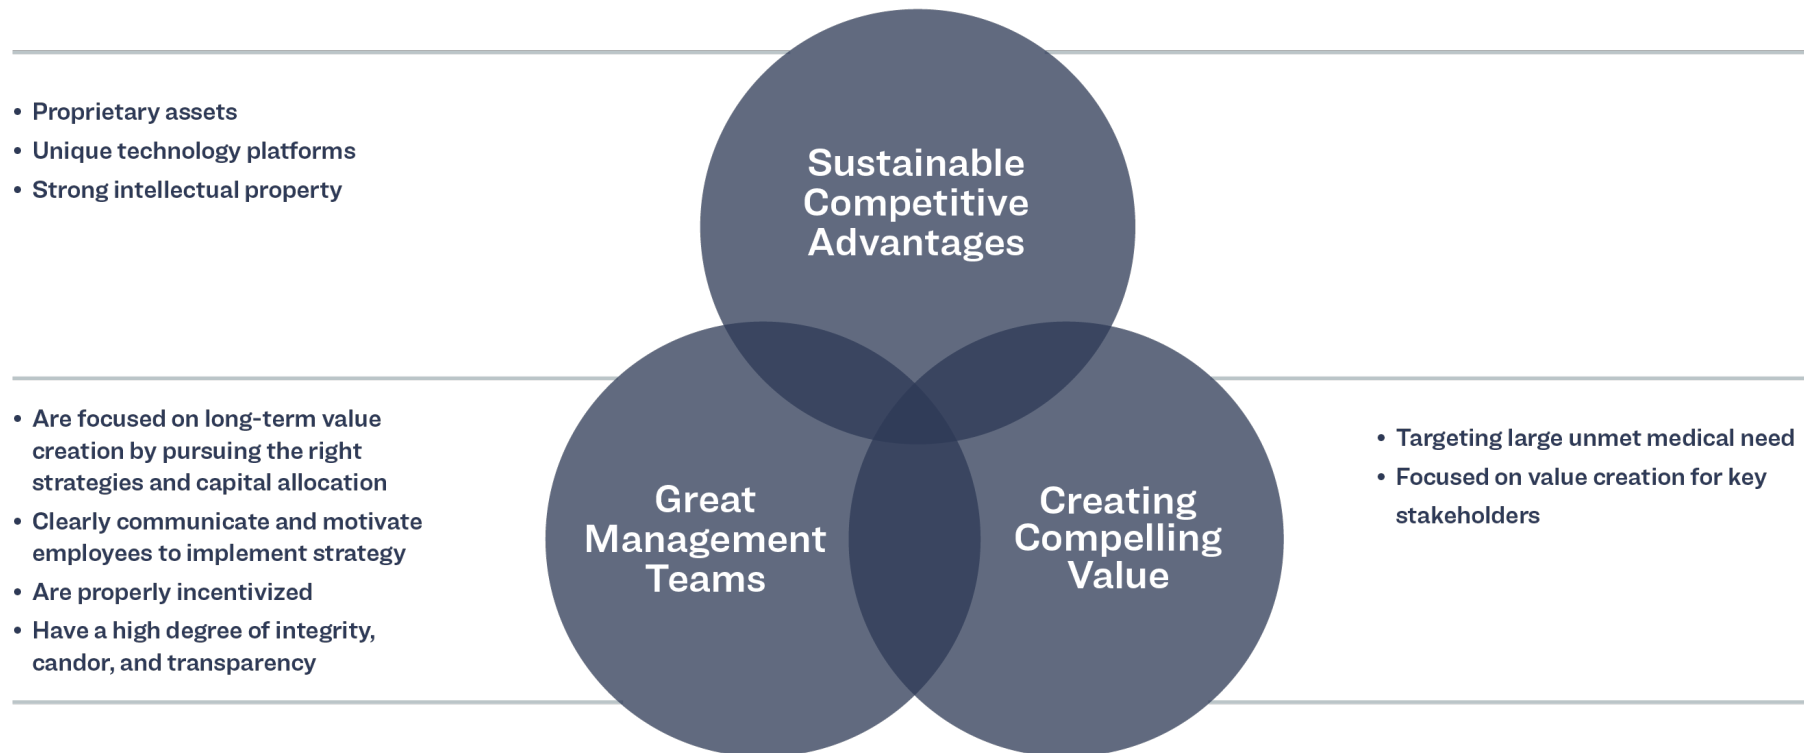 • Proprietary assets
• Unique technology platforms
• Strong intellectual property
Sustainable
Competitive
Advantages
• Are focused on long-term value
creation by pursuing the right
strategies and capital allocation
• Clearly communicate and motivate
employees to implement strategy
• Are properly incentivized
• Have a high degree of integrity,
candor, and transparency
Great
Management
Teams
Creating
Compelling
Value
• Targeting large unmet medical need
• Focused on value creation for key
stakeholders